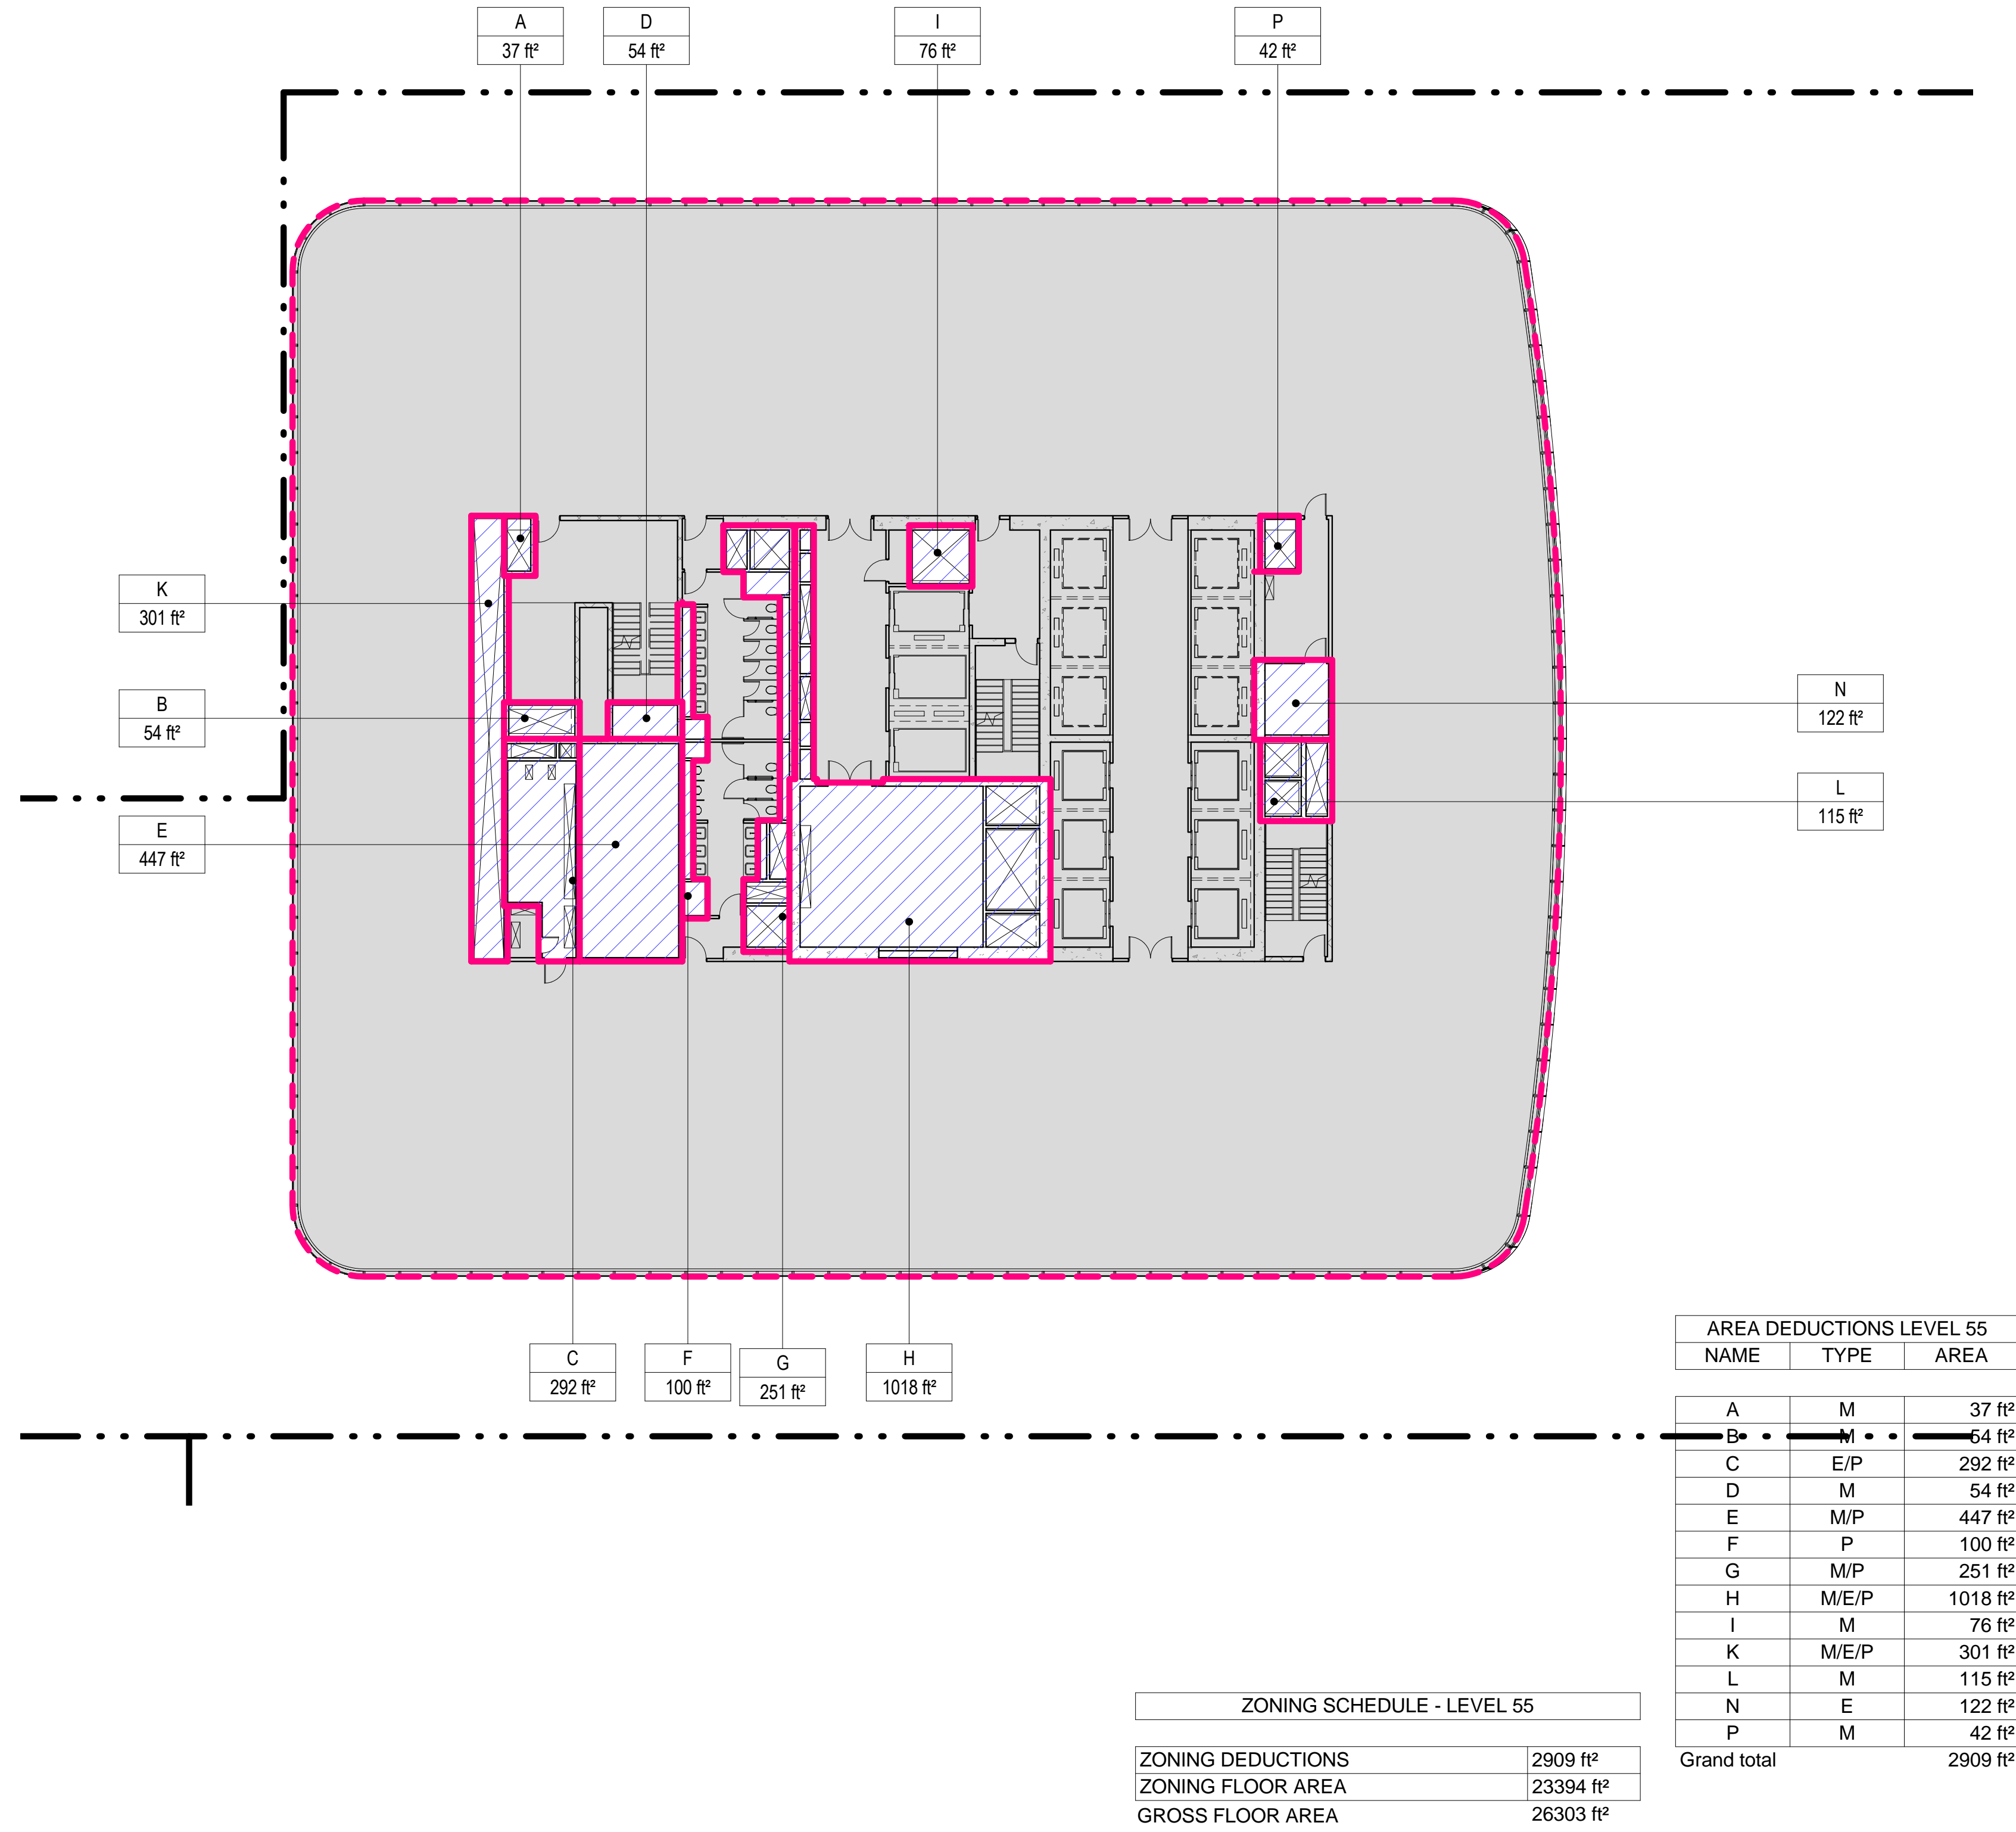 A
37 ft²
D
54 ft²
I
76 ft²
P
42 ft²
K
301 ft²
B
54 ft²
E
447 ft²
N
122 ft²
L
115 ft²
C
292 ft²
F
100 ft²
G
251 ft²
H
1018 ft²
AREA DEDUCTIONS LEVEL 55
NAME TYPE AREA
A M 37 ft²
B M 54 ft²
C E/P 292 ft²
D M 54 ft²
E M/P 447 ft²
F P 100 ft²
G M/P 251 ft²
H M/E/P 1018 ft²
I M 76 ft²
K M/E/P 301 ft²
L M 115 ft²
N E 122 ft²
P M 42 ft²
Grand total 2909 ft²
ZONING SCHEDULE - LEVEL 55
ZONING DEDUCTIONS 2909 ft²
ZONING FLOOR AREA 23394 ft²
GROSS FLOOR AREA 26303 ft²